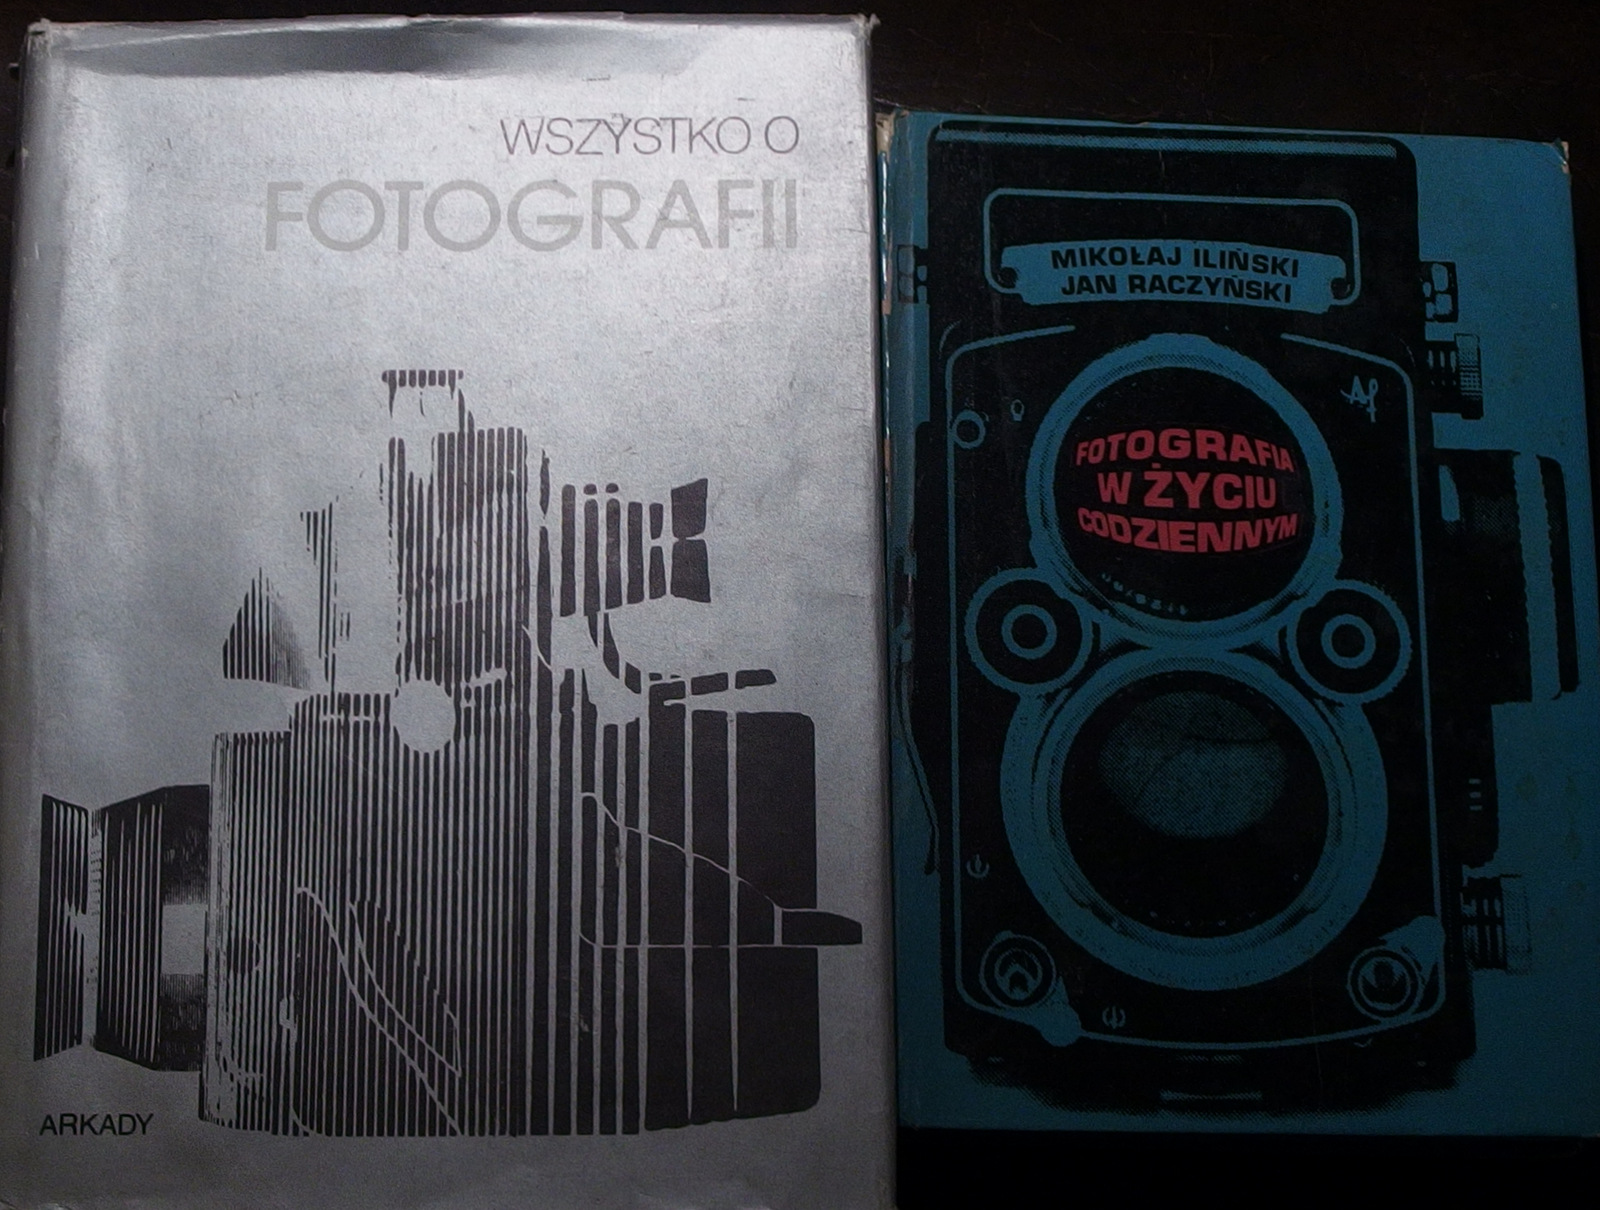 WSZYSTKO O
FOTOGRAFII
ARKADY
MIKOŁAJ ILIŃSKI
JAN RACZYŃSKI
FOTOGRAFIA
W ŻYCIU
CODZIENNYM